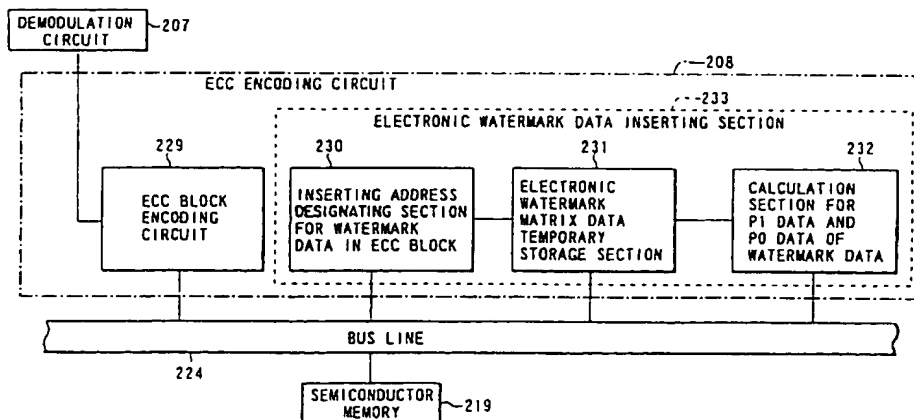 DEMODULATION
CIRCUIT
207
208
ECC ENCODING CIRCUIT
233
ELECTRONIC WATERMARK DATA INSERTING SECTION
229
ECC BLOCK
ENCODING
CIRCUIT
230
INSERTING ADDRESS
DESIGNATING SECTION
FOR WATERMARK
DATA IN ECC BLOCK
231
ELECTRONIC
WATERMARK
MATRIX DATA
TEMPORARY
STORAGE SECTION
232
CALCULATION
SECTION FOR
PI DATA AND
PO DATA OF
WATERMARK DATA
BUS LINE
224
SEMICONDUCTOR
MEMORY
219